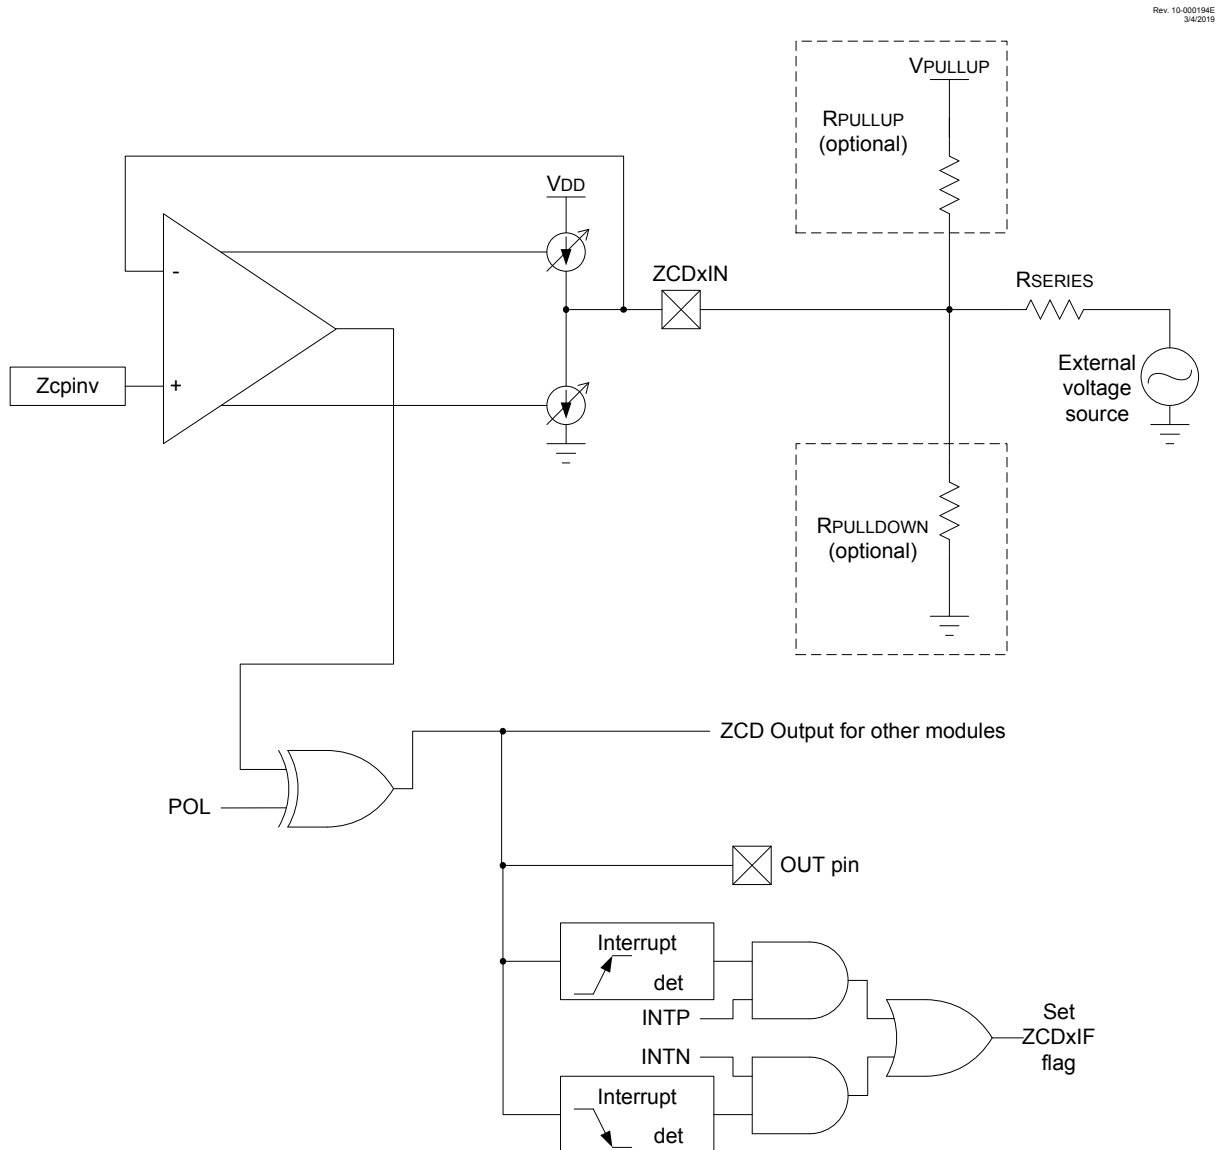 Rev. 10-000194E
3/4/2019
VPULLUP
RPULLUP
(optional)
VDD
-
ZCDxIN
RSERIES
Zcpinv
+
External
voltage
source
RPULLDOWN
(optional)
ZCD Output for other modules
POL
OUT pin
Interrupt
det
INTP
INTN
Set
ZCDxIF
flag
Interrupt
det